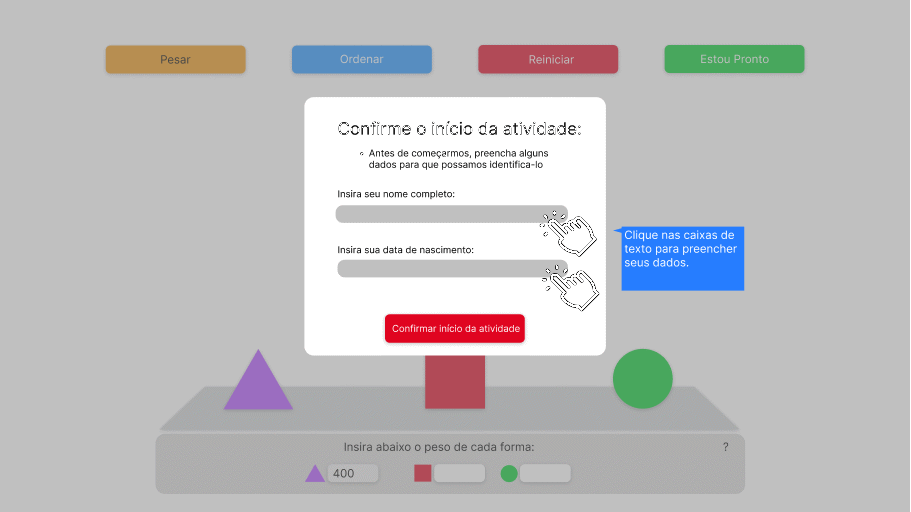 Pesar
Ordenar
Reiniciar
Estou Pronto
Confirme o início da atividade:
Antes de começarmos, preencha alguns
dados para que possamos identifica-lo
Insira seu nome completo:
Insira sua data de nascimento:
Confirmar início da atividade
Clique nas caixas de
texto para preencher
seus dados.
Insira abaixo o peso de cada forma:
?
400